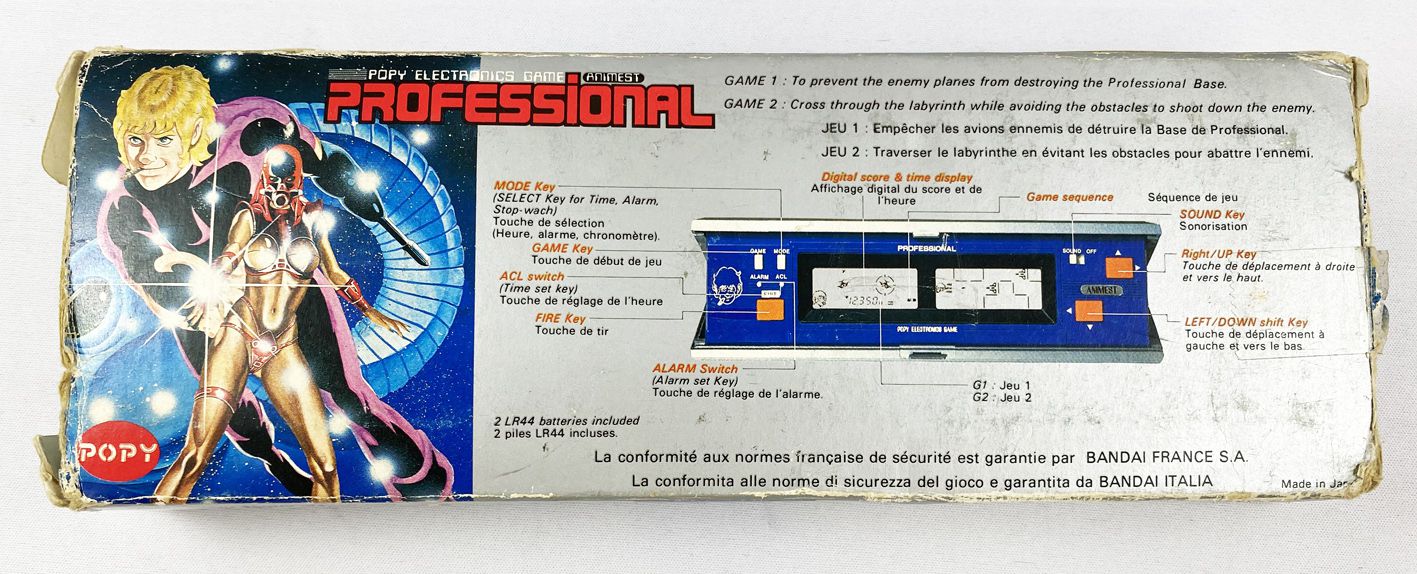 POPY ELECTRONICS GAME ANIMEST
PROFESSIONAL
GAME 1 : To prevent the enemy planes from destroying the Professional Base.
GAME 2 : Cross through the labyrinth while avoiding the obstacles to shoot down the enemy.
JEU 1 : Empêcher les avions ennemis de détruire la Base de Professional.
JEU 2 : Traverser le labyrinthe en évitant les obstacles pour abattre l'ennemi.
MODE Key
(SELECT Key for Time, Alarm,
Stop-wach)
Touche de sélection
(Heure, alarme, chronomètre).
GAME Key
Touche de début de jeu
ACL switch
(Time set key)
Touche de réglage de l'heure
FIRE Key
Touche de tir
ALARM Switch
(Alarm set Key)
Touche de réglage de l'alarme.
Digital score & time display
Affichage digital du score et de
l'heure
Game sequence
Séquence de jeu
SOUND Key
Sonorisation
Right/UP Key
Touche de déplacement à droite
et vers le haut.
LEFT/DOWN shift Key
Touche de déplacement à
gauche et vers le bas.
GAME MODE
ALARM ACL
FIRE
PROFESSIONAL
POPY ELECTRONICS GAME
SOUND OFF
ANIMEST
G1 : Jeu 1
G2 : Jeu 2
2 LR44 batteries included
2 piles LR44 incluses.
POPY
La conformité aux normes française de sécurité est garantie par BANDAI FRANCE S.A.
La conformita alle norme di sicurezza del gioco e garantita da BANDAI ITALIA
Made in